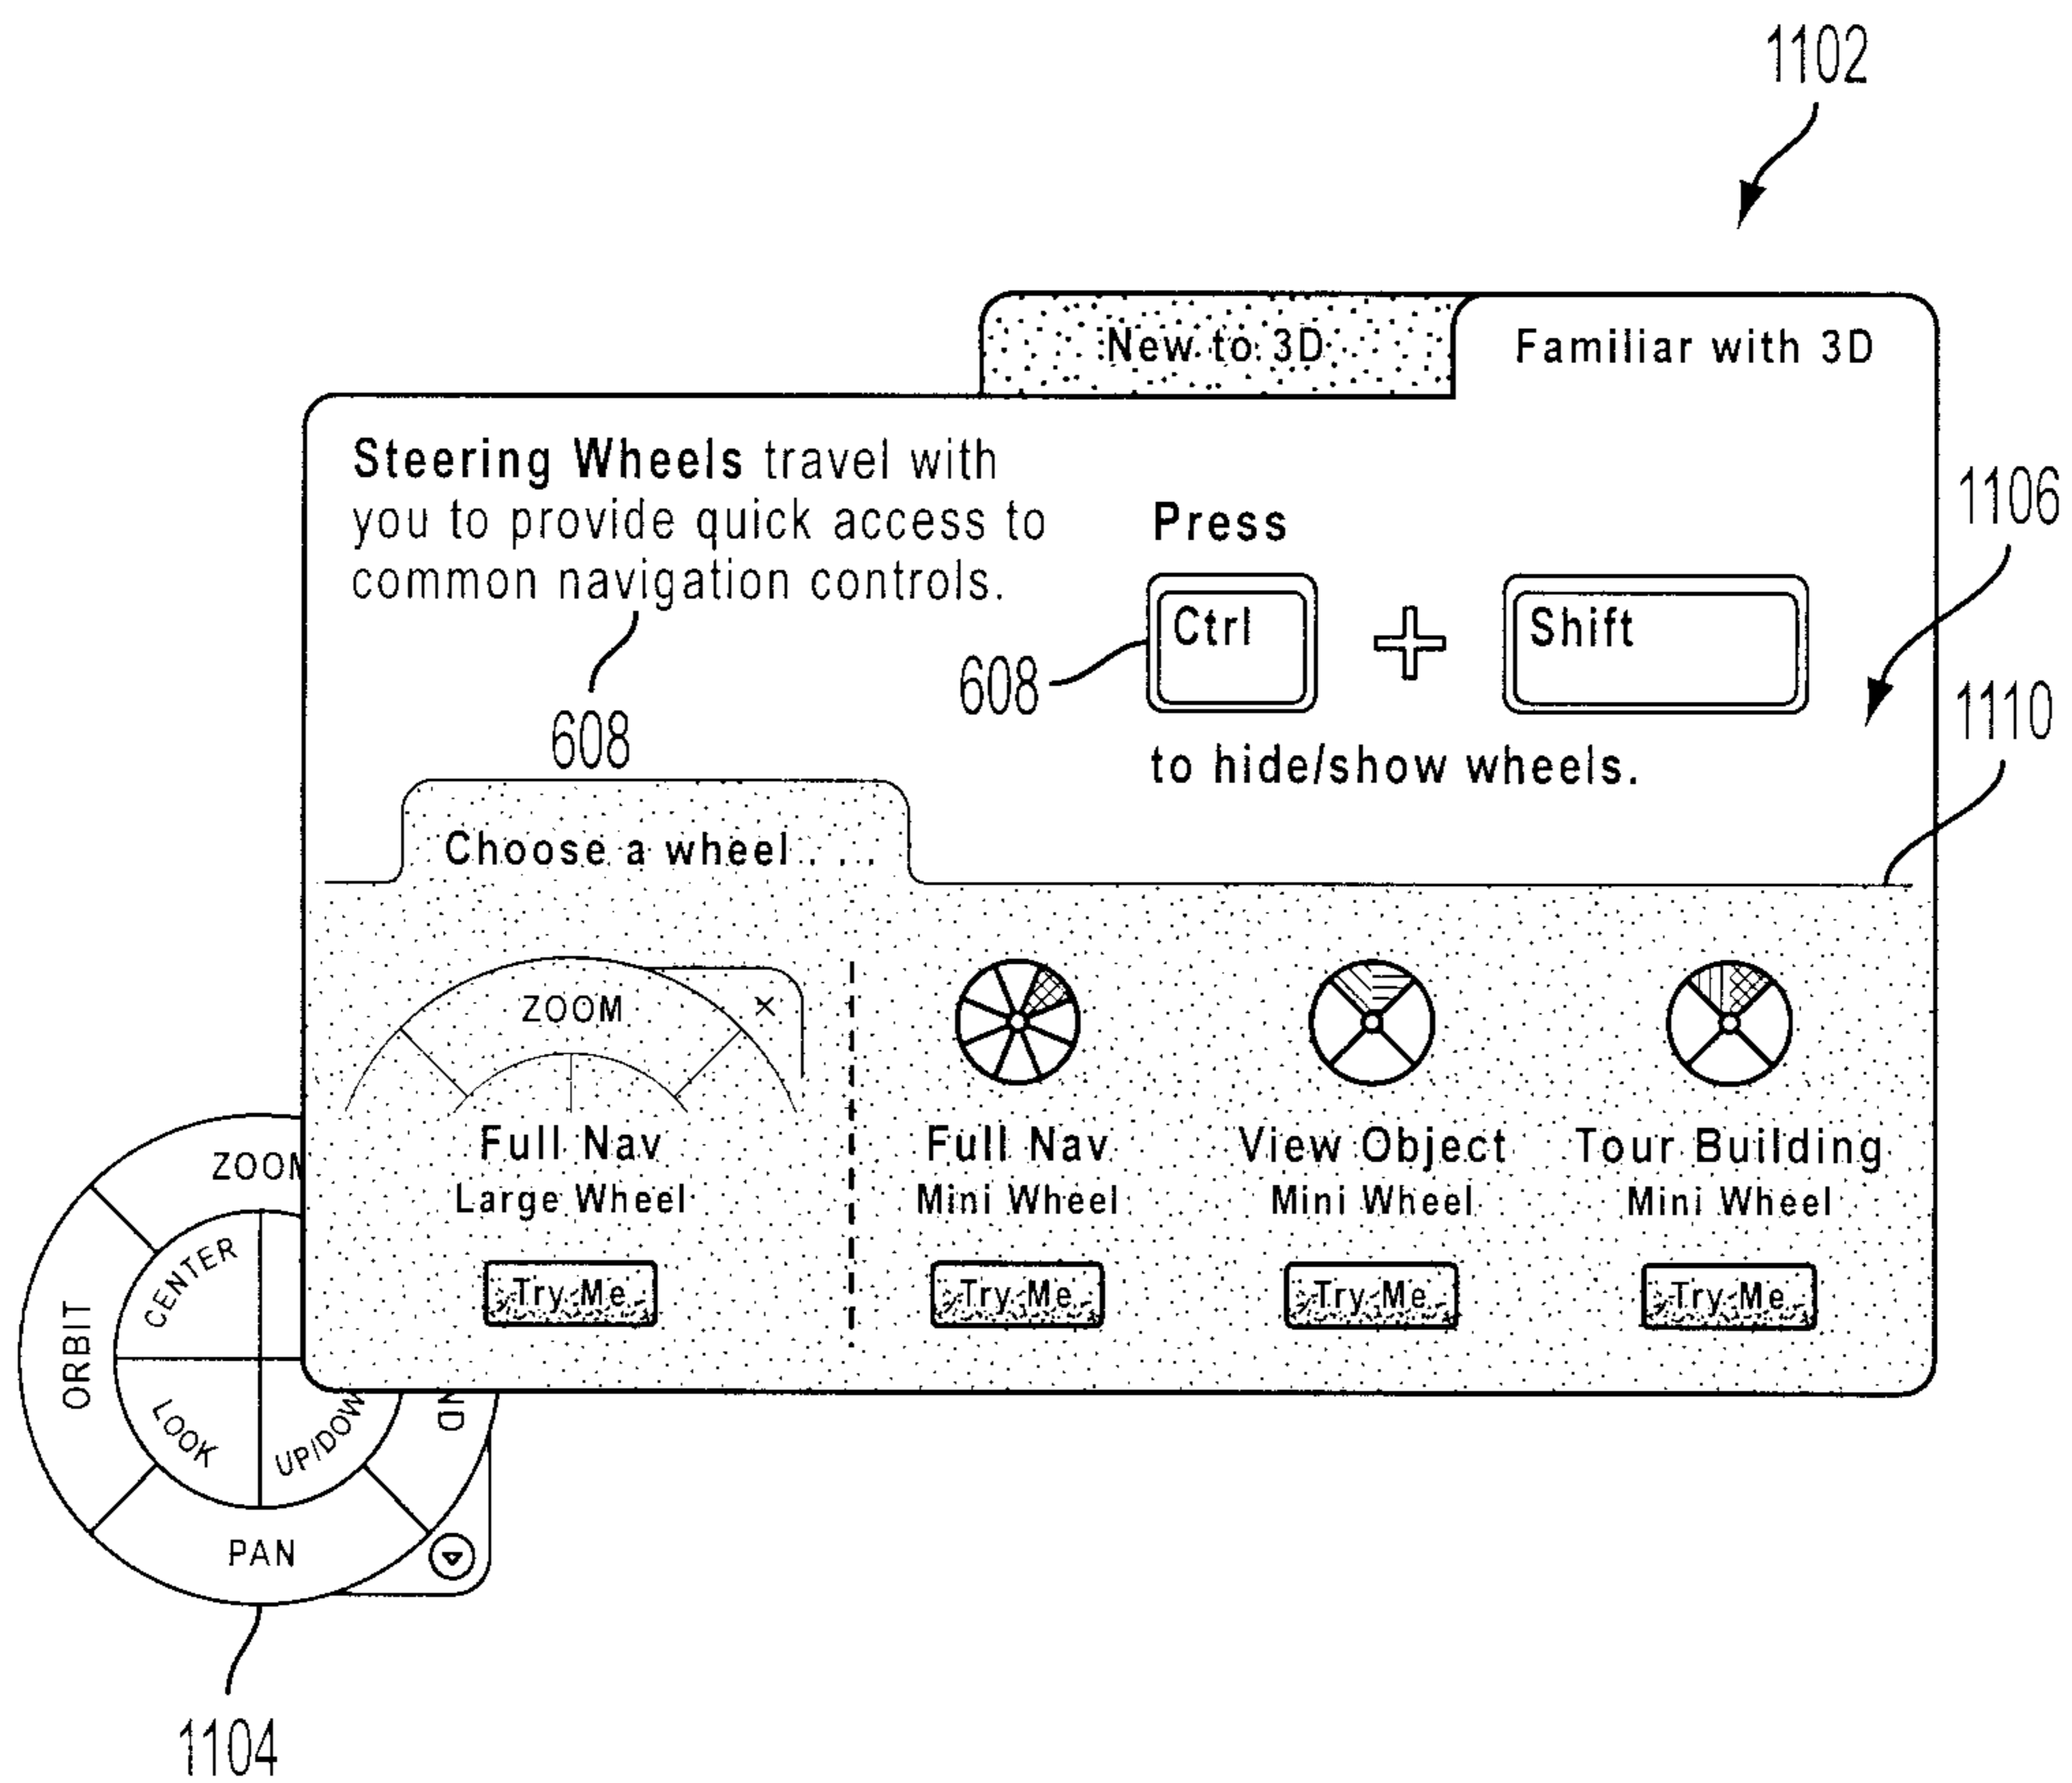 1102
New to 3D
Familiar with 3D
Steering Wheels travel with
you to provide quick access to
common navigation controls.
608
Press
Ctrl
Shift
608
to hide/show wheels.
1106
1110
Choose a wheel . . .
ZOOM
×
Full Nav
Large Wheel
Try Me
Full Nav
Mini Wheel
Try Me
View Object
Mini Wheel
Try Me
Tour Building
Mini Wheel
Try Me
ZOOM
CENTER
ORBIT
LOOK
UP/DOW
ND
PAN
1104